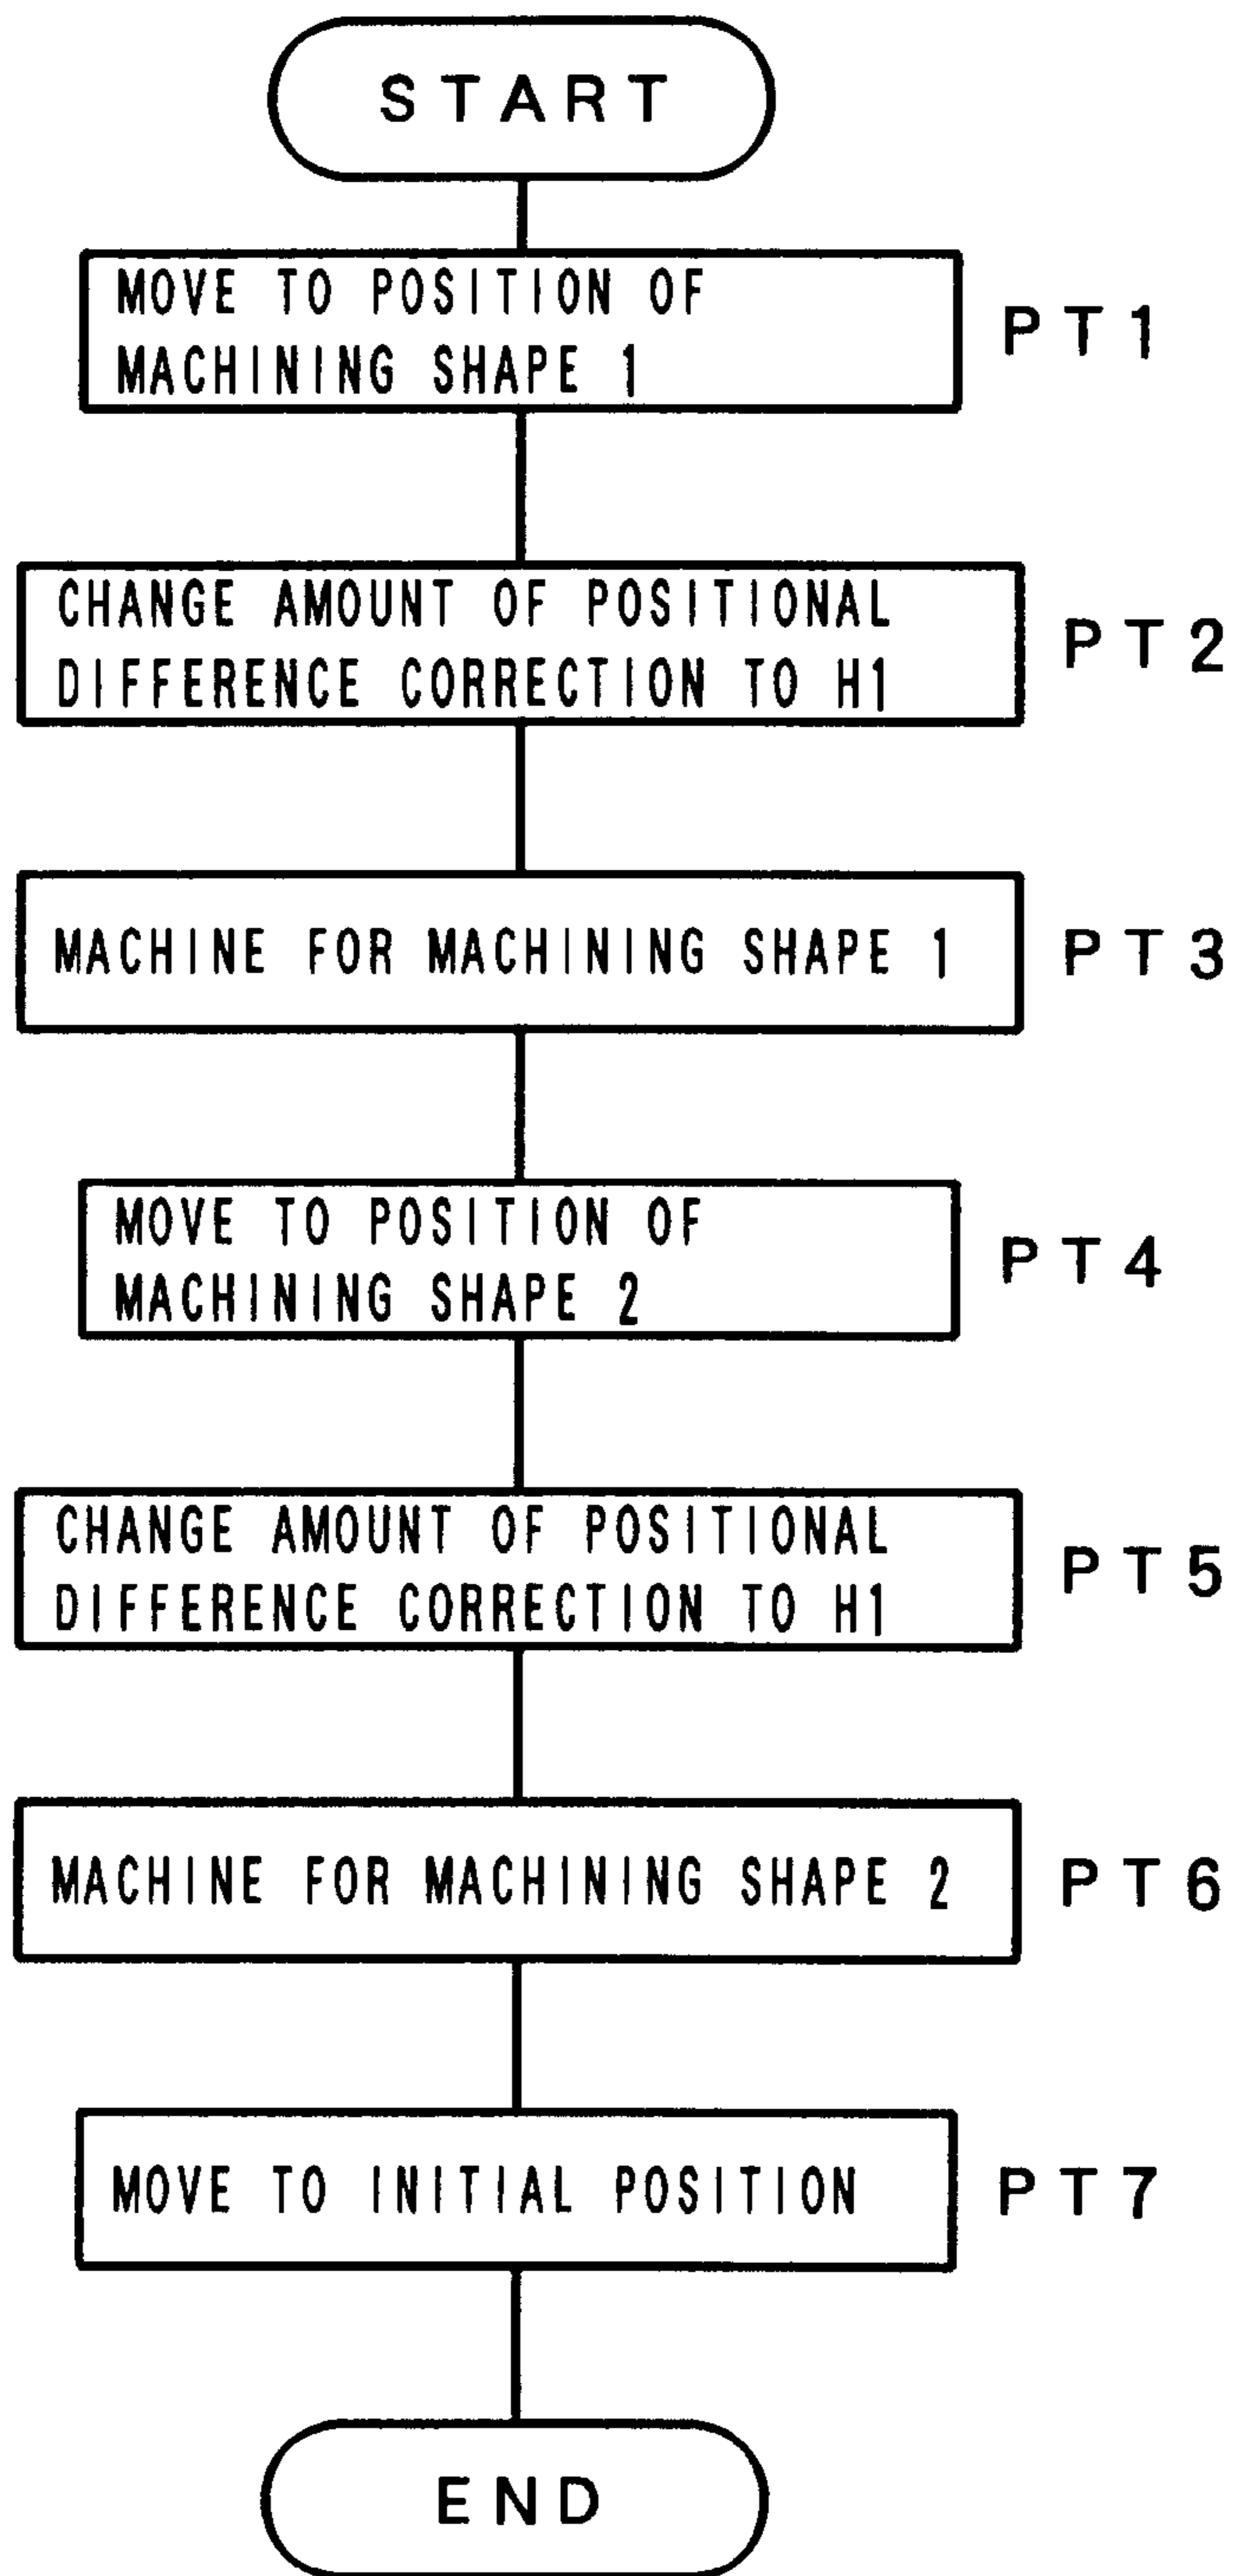 START
MOVE TO POSITION OF
MACHINING SHAPE 1
PT1
CHANGE AMOUNT OF POSITIONAL
DIFFERENCE CORRECTION TO H1
PT2
MACHINE FOR MACHINING SHAPE 1
PT3
MOVE TO POSITION OF
MACHINING SHAPE 2
PT4
CHANGE AMOUNT OF POSITIONAL
DIFFERENCE CORRECTION TO H1
PT5
MACHINE FOR MACHINING SHAPE 2
PT6
MOVE TO INITIAL POSITION
PT7
END